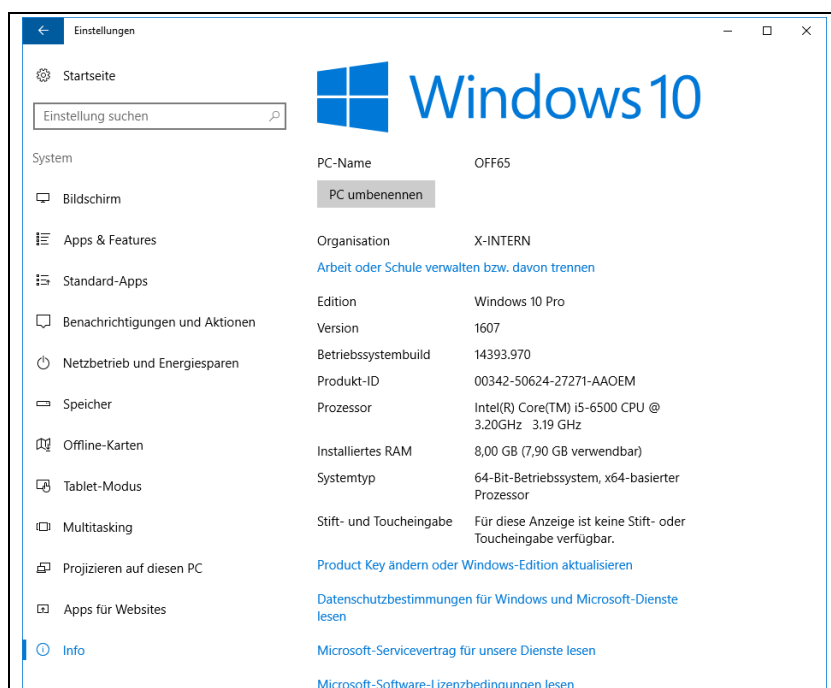 Einstellungen
Startseite
Einstellung suchen
System
Bildschirm
Apps & Features
Standard-Apps
Benachrichtigungen und Aktionen
Netzbetrieb und Energiesparen
Speicher
Offline-Karten
Tablet-Modus
Multitasking
Projizieren auf diesen PC
Apps für Websites
Info
Windows 10
PC-Name OFF65
PC umbenennen
Organisation X-INTERN
Arbeit oder Schule verwalten bzw. davon trennen
Edition Windows 10 Pro
Version 1607
Betriebssystembuild 14393.970
Produkt-ID 00342-50624-27271-AAOEM
Prozessor Intel(R) Core(TM) i5-6500 CPU @
3.20GHz 3.19 GHz
Installiertes RAM 8,00 GB (7,90 GB verwendbar)
Systemtyp 64-Bit-Betriebssystem, x64-basierter
Prozessor
Stift- und Toucheingabe Für diese Anzeige ist keine Stift- oder
Toucheingabe verfügbar.
Product Key ändern oder Windows-Edition aktualisieren
Datenschutzbestimmungen für Windows und Microsoft-Dienste
lesen
Microsoft-Servicevertrag für unsere Dienste lesen
Microsoft-Software-Lizenzbedingungen lesen